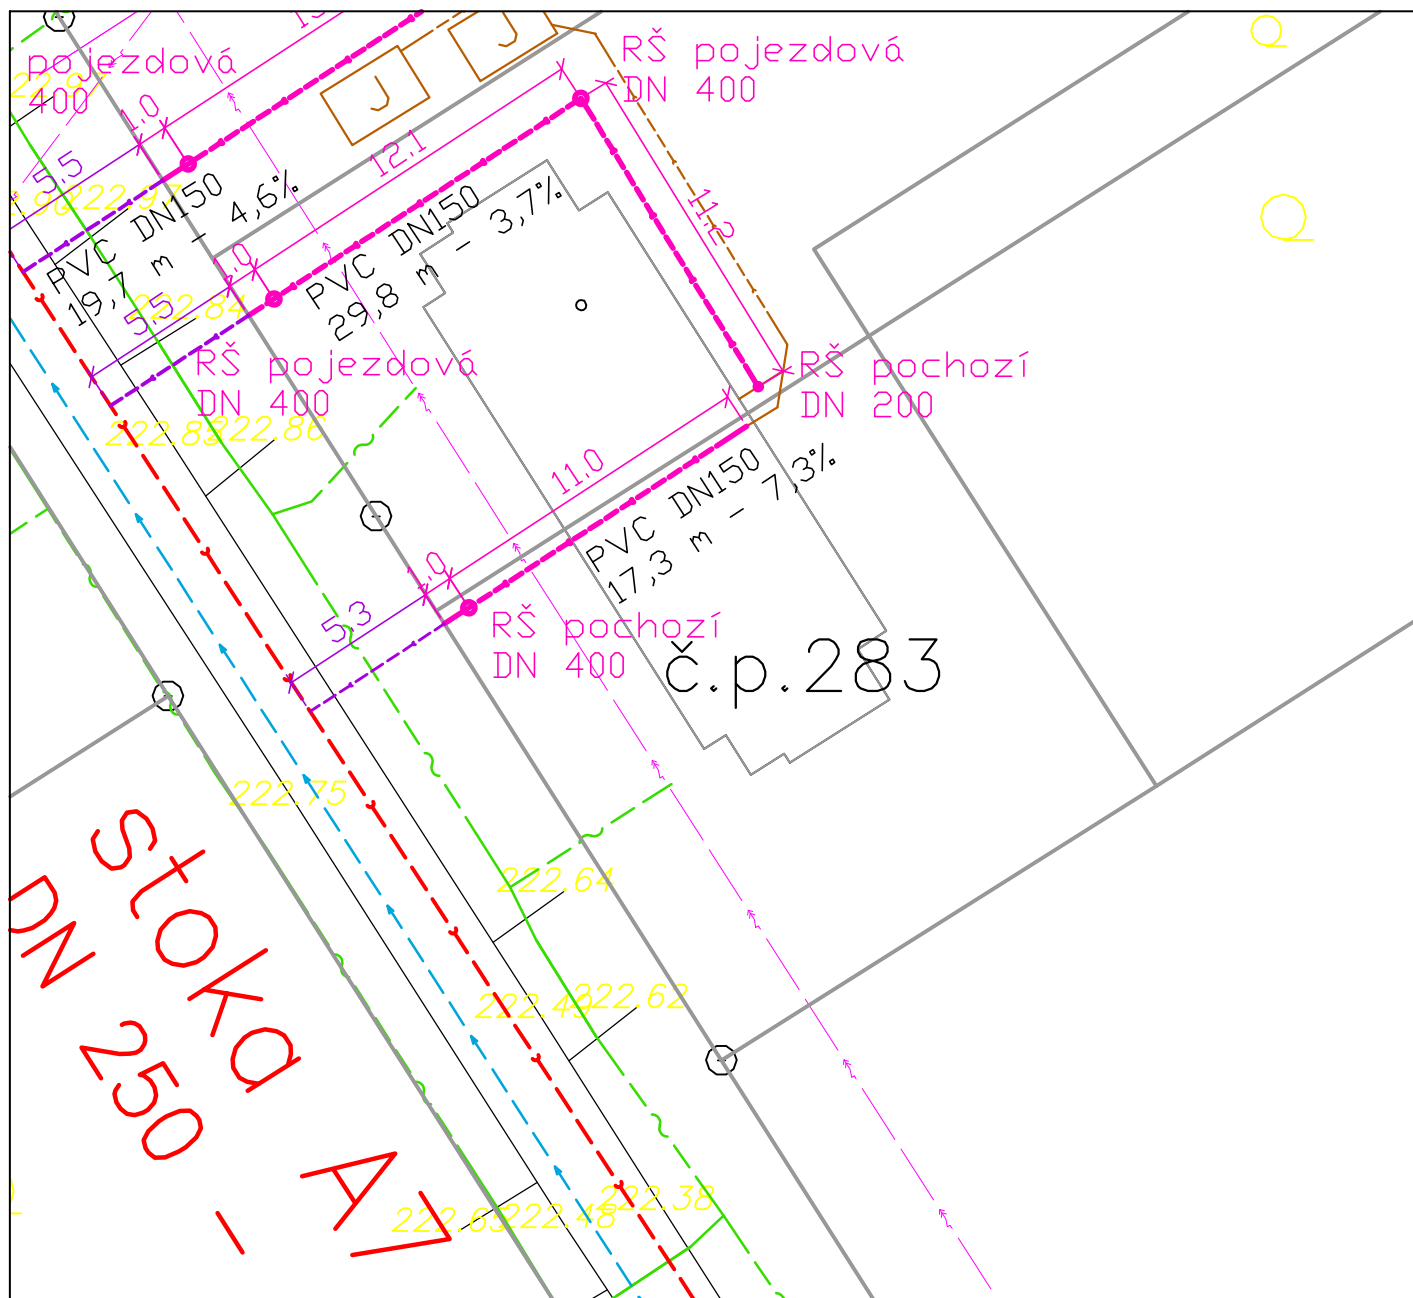 pojezdová
400
RŠ pojezdová
DN 400
J
J
1.0
12.1
11.2
5.5
222.97
PVC DN150
19,7 m - 4,6%
1.0
PVC DN150
29,8 m - 3,7%
222.84
5.5
RŠ pojezdová
DN 400
RŠ pochozí
DN 200
222.86
11.0
PVC DN150
17,3 m - 7,3%
1.0
5,3
RŠ pochozí
DN 400
č.p.283
222.75
222.64
222.49
222.62
222.38
222.48
stoka A7
DN 250 -